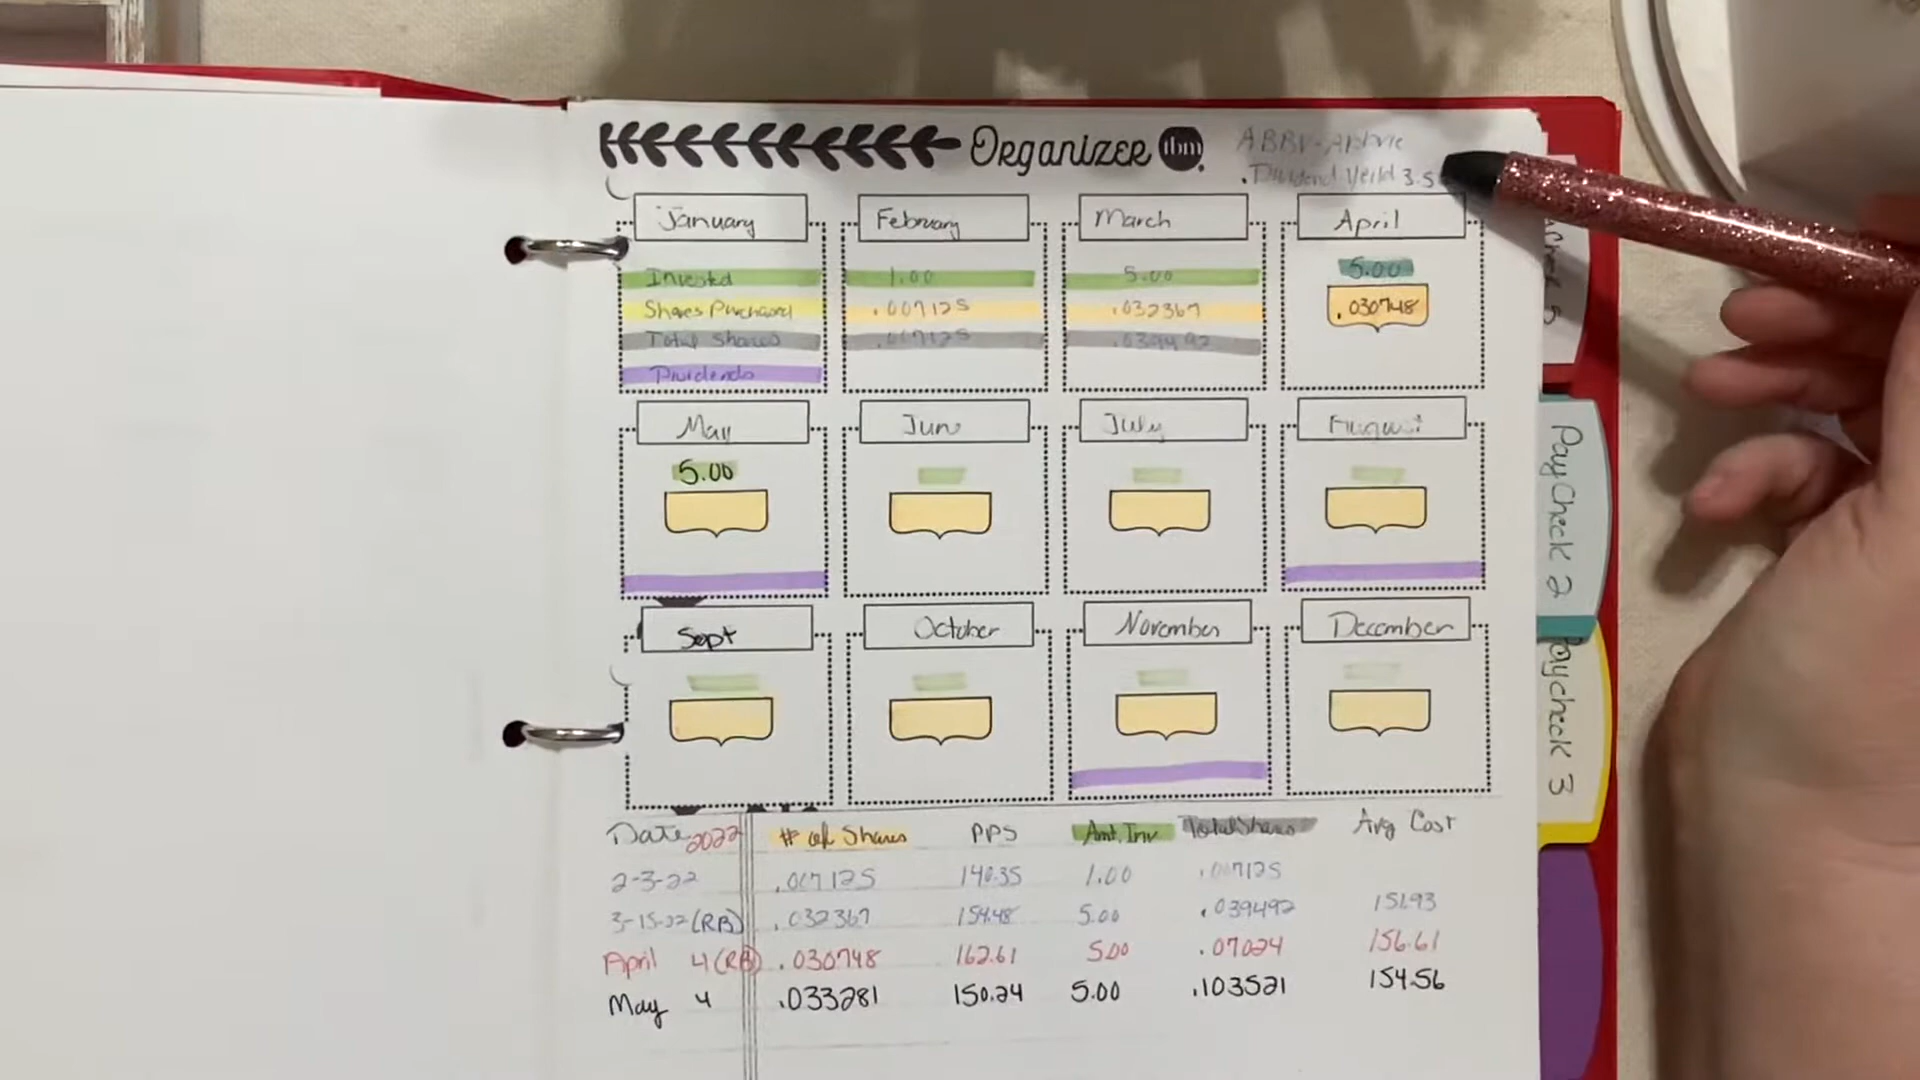 Organizer tbm
ABBV-Abbvie
.Dividend Yeild 3.5
January February March April
Invested 1.00 5.00 5.00
Shares Purchased .007125 .032367 .030748
Total Shares .007125 .039492
Dividends
May June July August
5.00
Sept October November December
Date 2022 # of Shares PPS Amt. Inv Total Shares Avg Cost
2-3-22 .007125 140.35 1.00 .007125
3-15-22 (RB) .032367 154.48 5.00 .039492 151.93
April 4 (RB) .030748 162.61 5.00 .07024 156.61
May 4 .033281 150.24 5.00 .103521 154.56
PayCheck 2
Paycheck 3